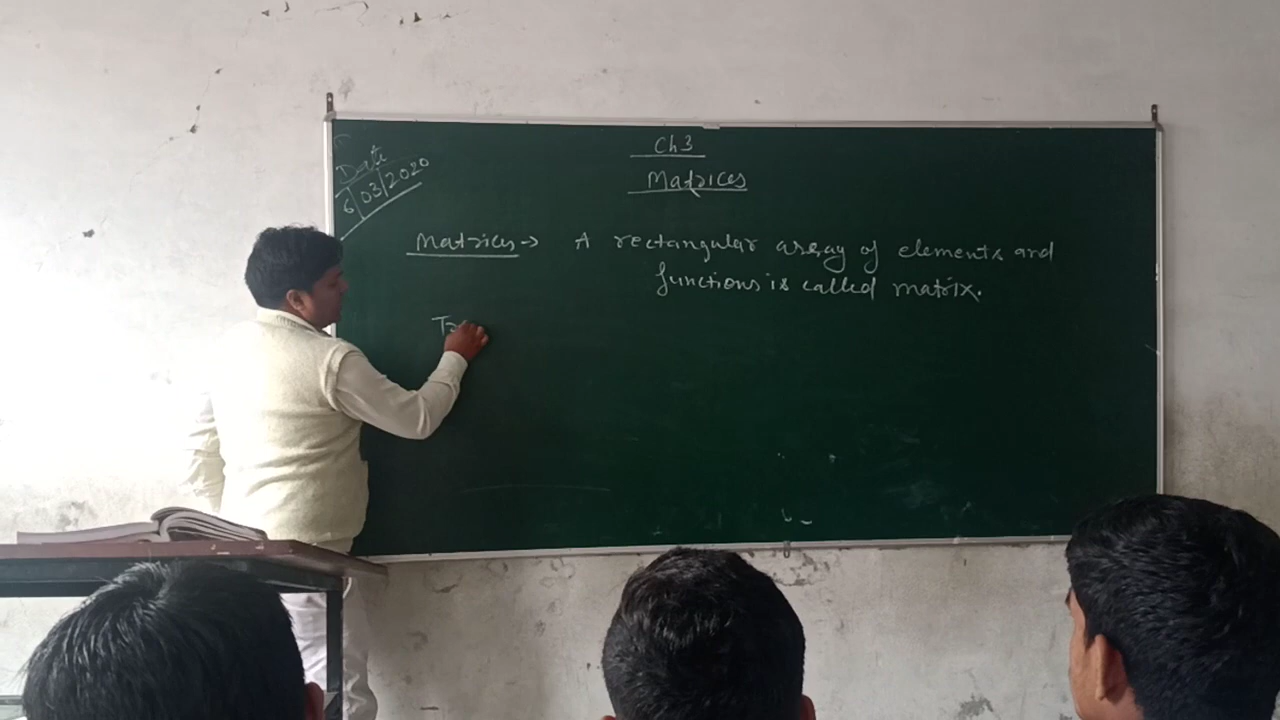 Ch 3
Matrices
Date
6/03/2020
Matrices → A rectangular array of elements and
functions is called matrix.